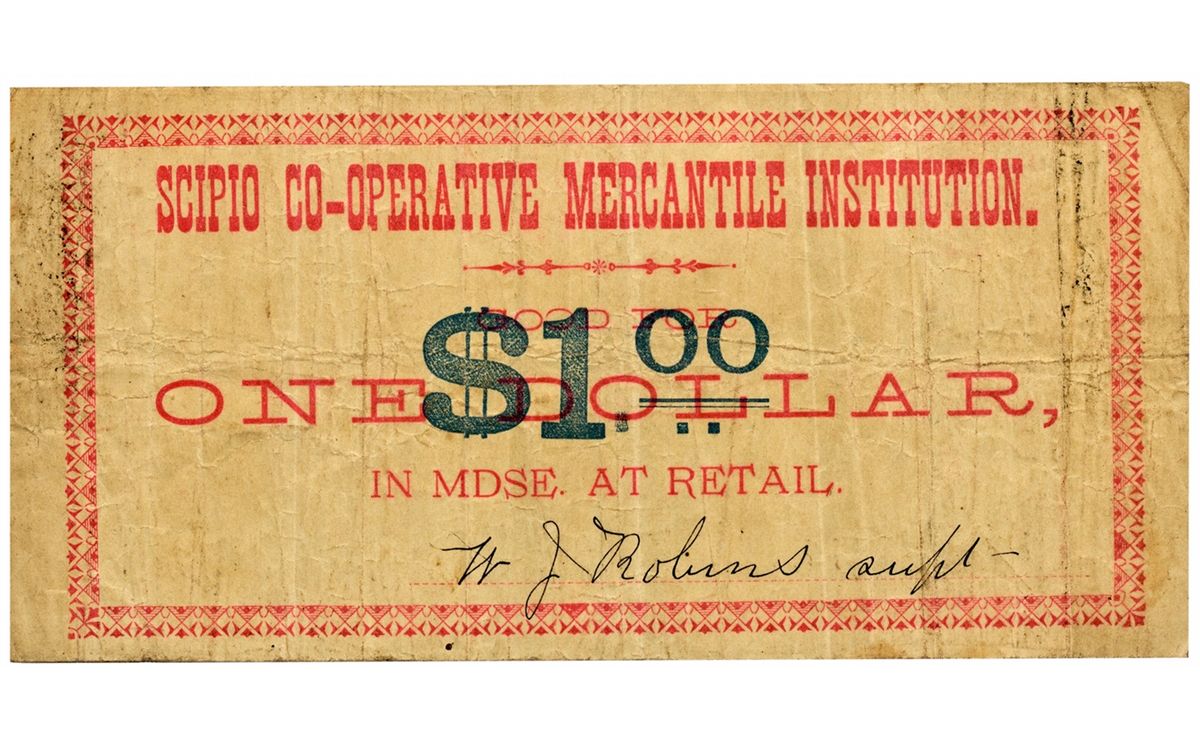 SCIPIO CO-OPERATIVE MERCANTILE INSTITUTION.
GOOD FOR
$1.00
ONE DOLLAR,
IN MDSE. AT RETAIL.
W J Robins supt